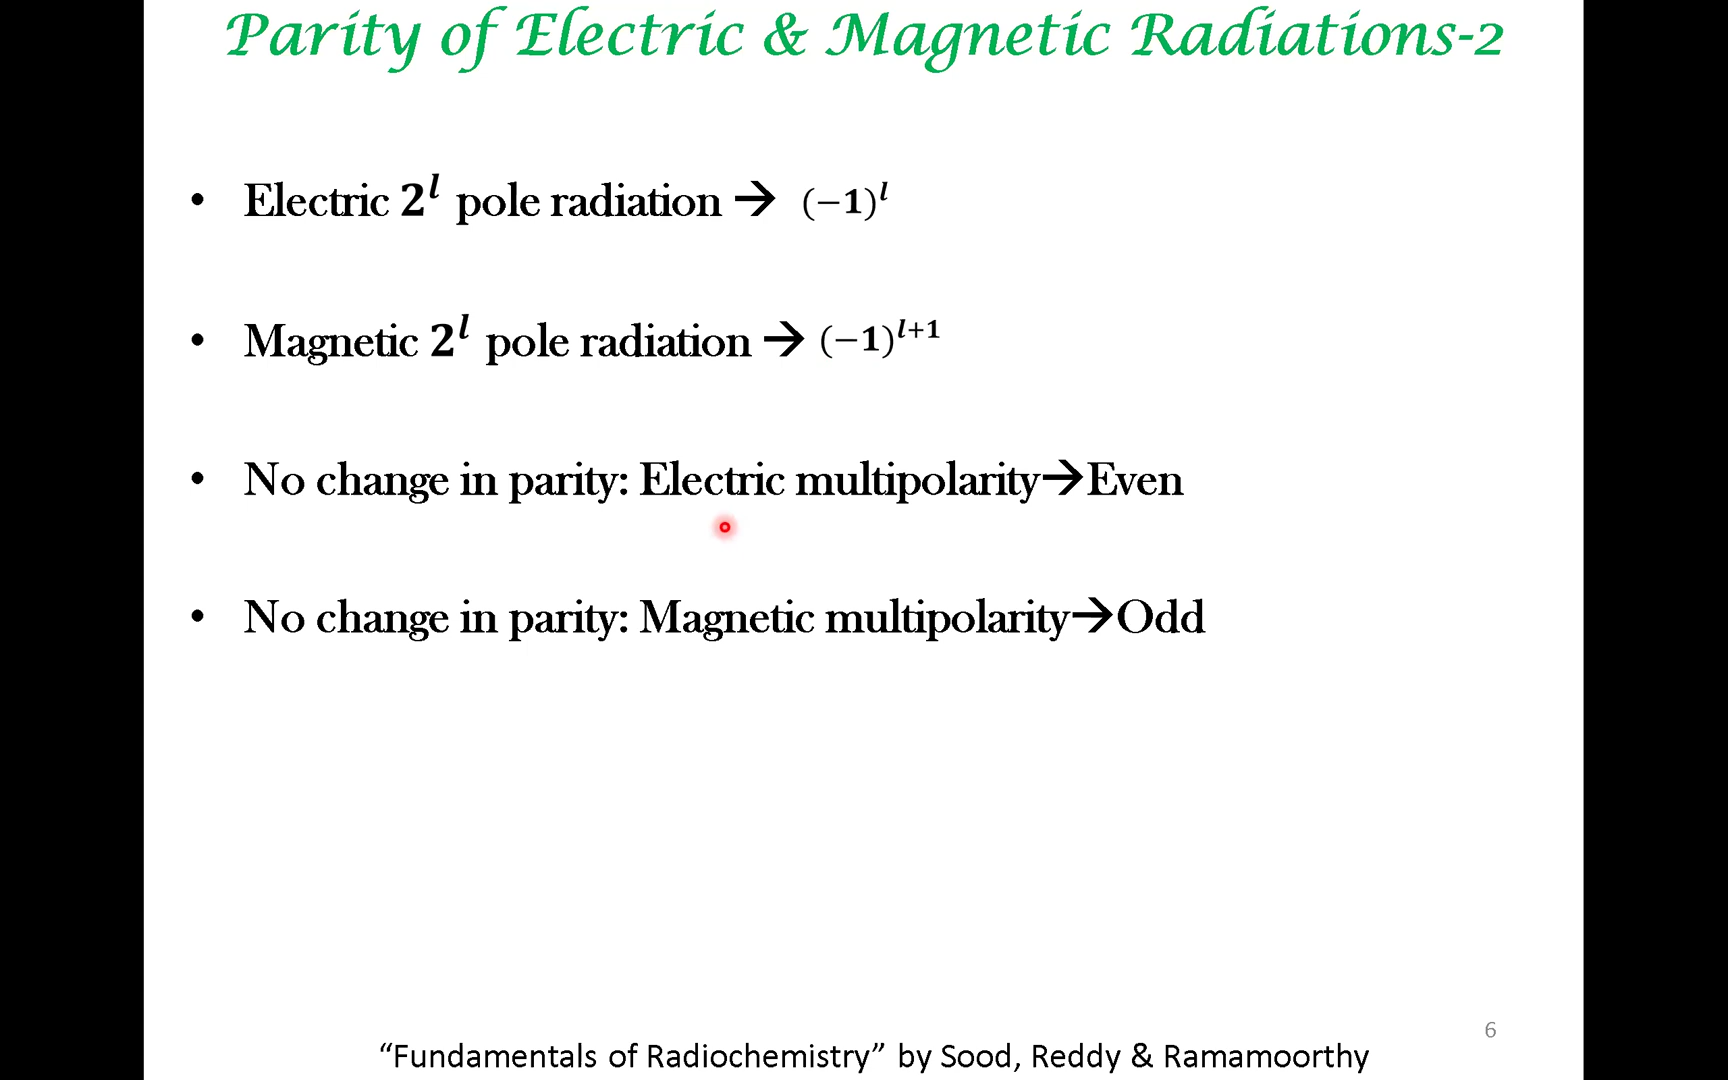 Parity of Electric & Magnetic Radiations-2
• Electric 2^l pole radiation → (−1)^l
• Magnetic 2^l pole radiation → (−1)^{l+1}
• No change in parity: Electric multipolarity→Even
• No change in parity: Magnetic multipolarity→Odd
6
“Fundamentals of Radiochemistry” by Sood, Reddy & Ramamoorthy